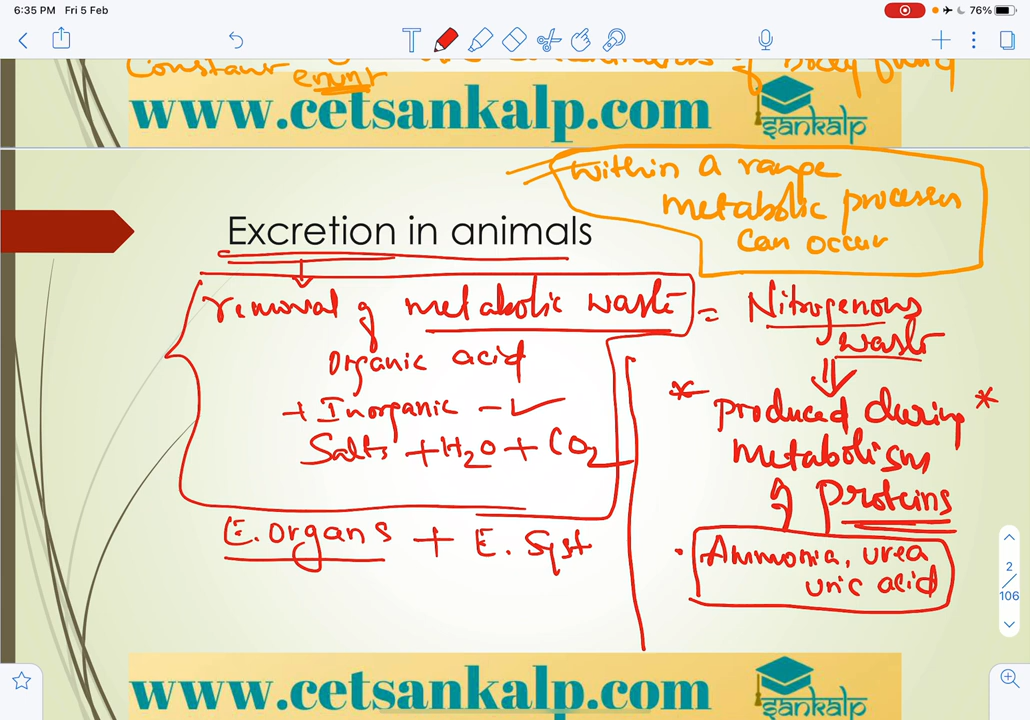 6:35 PM Fri 5 Feb
76%
T
Constant
www.cetsankalp.com
sankalp
within a range
metabolic processes
can occur
Excretion in animals
removal of metabolic waste = Nitrogenous
waste
Organic acid
+ Inorganic -
Salts + H2O + CO2
* produced during *
metabolism
of proteins
E. organs + E. Syst
Ammonia, urea
uric acid
2
106
www.cetsankalp.com
sankalp